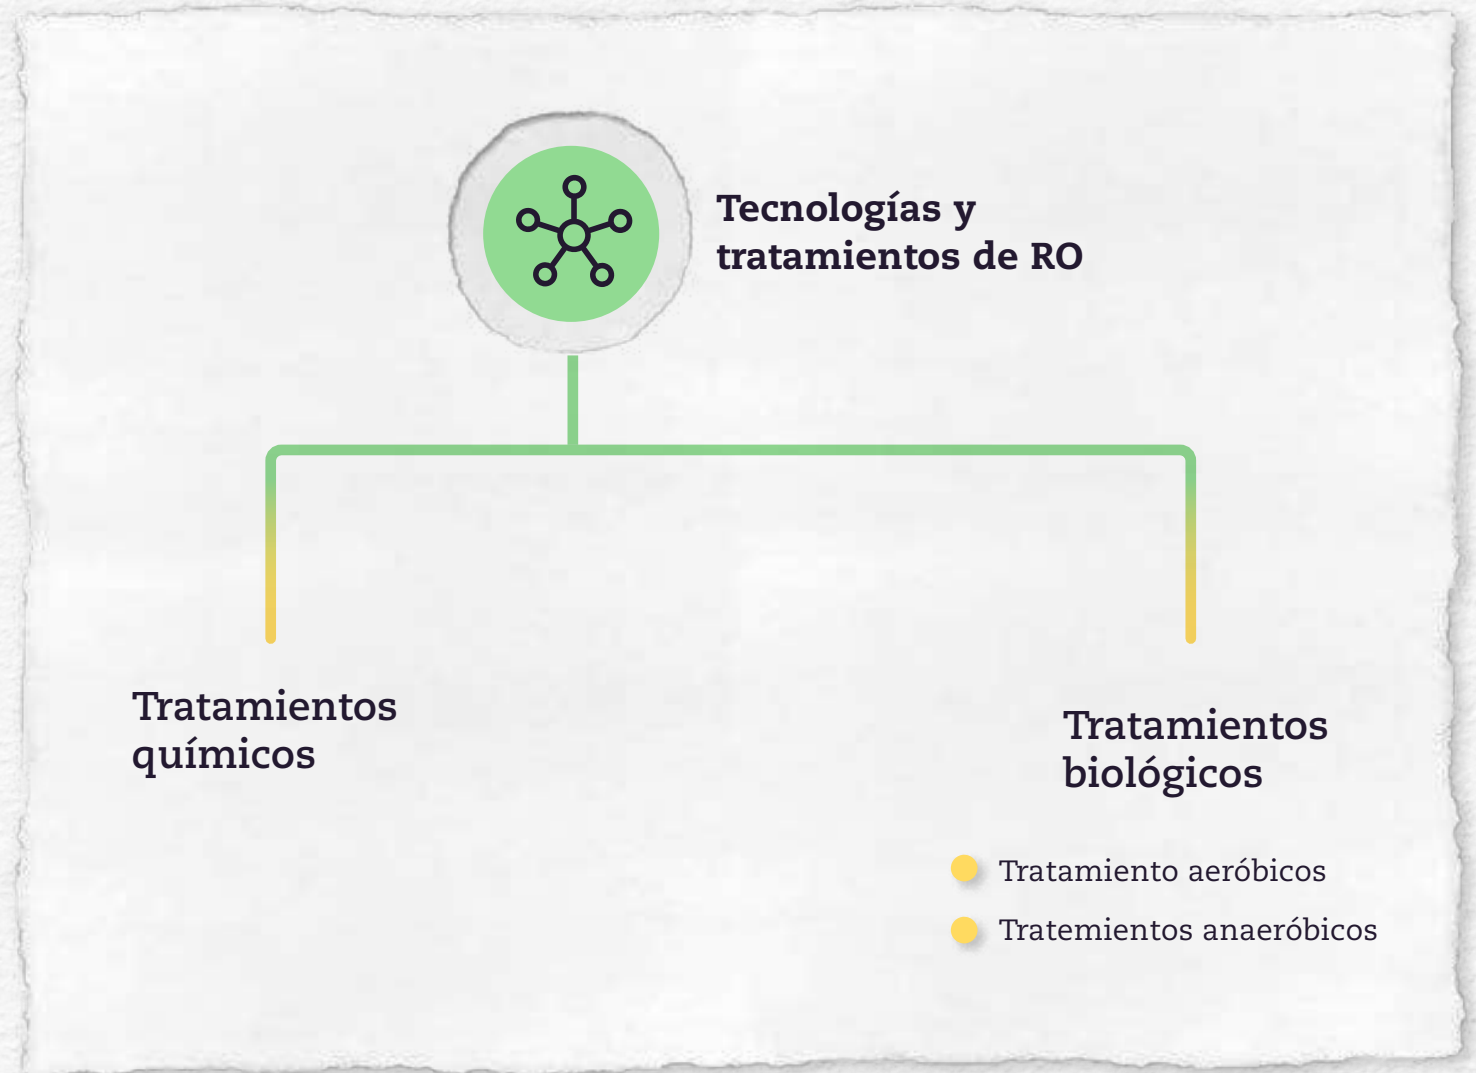 Tecnologías y
tratamientos de RO
Tratamientos
químicos
Tratamientos
biológicos
Tratamiento aeróbicos
Tratemientos anaeróbicos